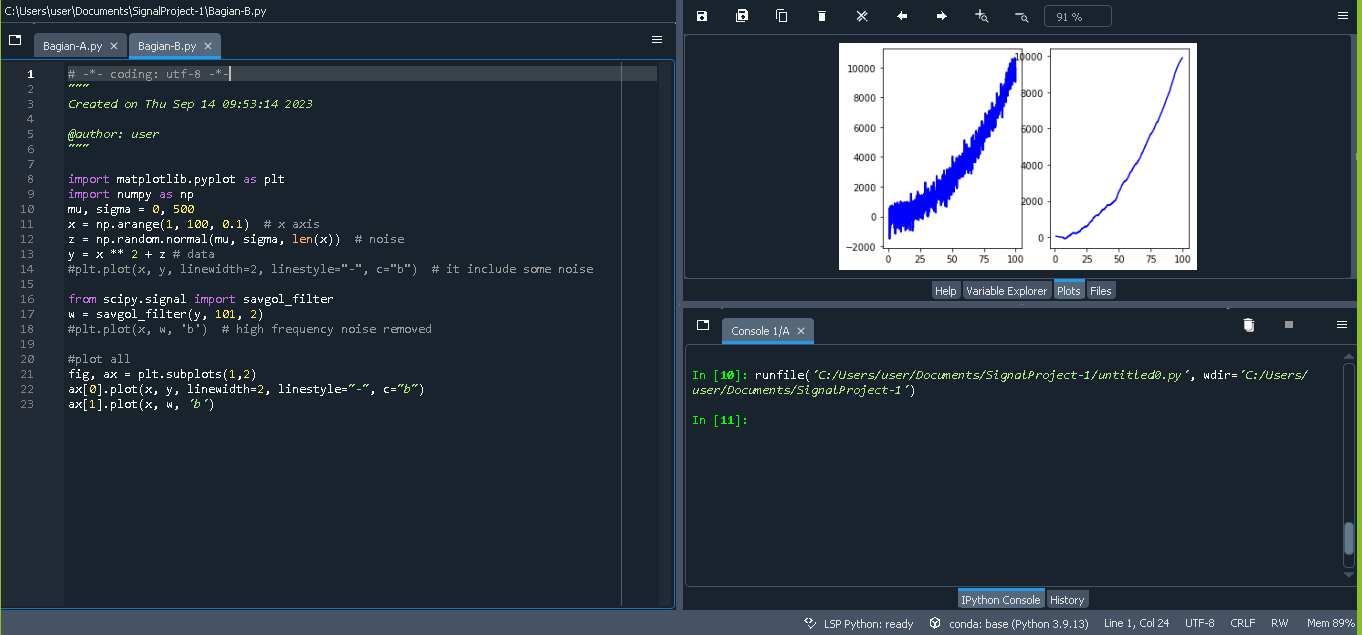 C:\Users\user\Documents\SignalProject-1\Bagian-B.py
Bagian-A.py
Bagian-B.py
1 # -*- coding: utf-8 -*-
2 """
3 Created on Thu Sep 14 09:53:14 2023
4
5 @author: user
6 """
7
8 import matplotlib.pyplot as plt
9 import numpy as np
10 mu, sigma = 0, 500
11 x = np.arange(1, 100, 0.1)  # x axis
12 z = np.random.normal(mu, sigma, len(x))  # noise
13 y = x ** 2 + z # data
14 #plt.plot(x, y, linewidth=2, linestyle="-", c="b")  # it include some noise
15
16 from scipy.signal import savgol_filter
17 w = savgol_filter(y, 101, 2)
18 #plt.plot(x, w, 'b')  # high frequency noise removed
19
20 #plot all
21 fig, ax = plt.subplots(1,2)
22 ax[0].plot(x, y, linewidth=2, linestyle="-", c="b")
23 ax[1].plot(x, w, 'b')
91 %
10000
8000
6000
4000
2000
0
−2000
0 25 50 75 100
10000
8000
6000
4000
2000
0
0 25 50 75 100
Help Variable Explorer Plots Files
Console 1/A
In [10]: runfile('C:/Users/user/Documents/SignalProject-1/untitled0.py', wdir='C:/Users/
user/Documents/SignalProject-1')
In [11]:
IPython Console History
LSP Python: ready conda: base (Python 3.9.13) Line 1, Col 24 UTF-8 CRLF RW Mem 89%